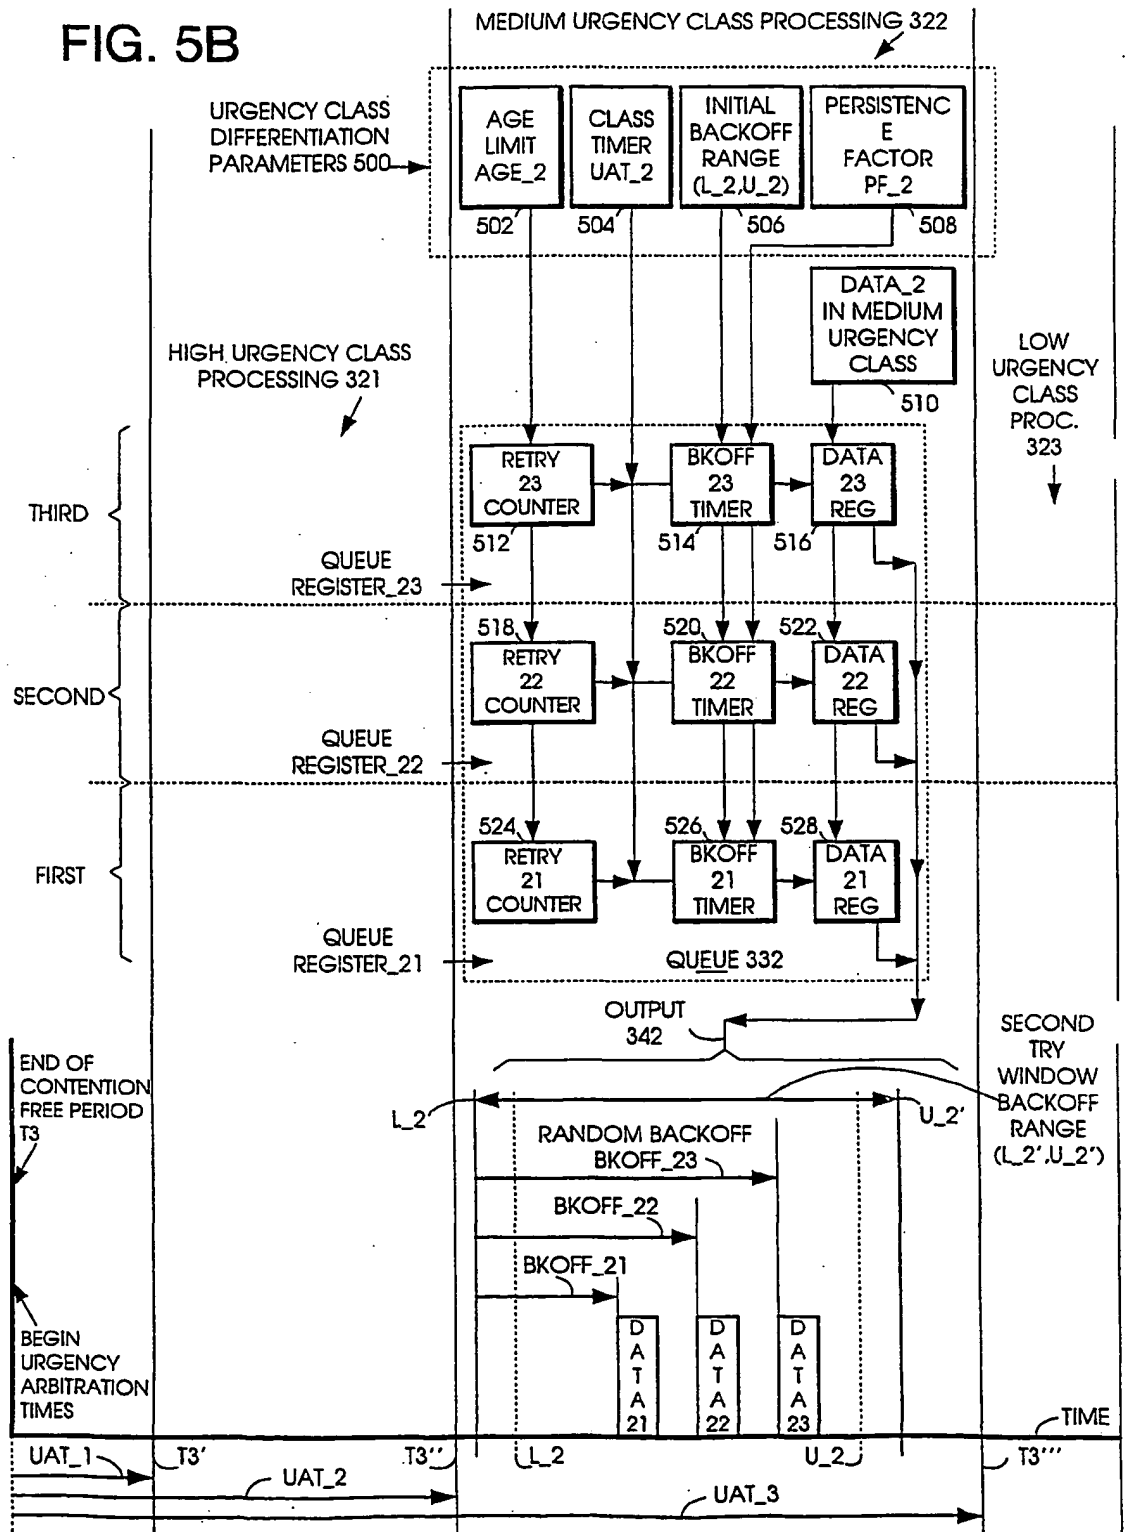 FIG. 5B
MEDIUM URGENCY CLASS PROCESSING 322
URGENCY CLASS
DIFFERENTIATION
PARAMETERS 500
AGE
LIMIT
AGE_2
502
CLASS
TIMER
UAT_2
504
INITIAL
BACKOFF
RANGE
(L_2,U_2)
506
PERSISTENC
E
FACTOR
PF_2
508
DATA_2
IN MEDIUM
URGENCY
CLASS
510
HIGH URGENCY CLASS
PROCESSING 321
LOW
URGENCY
CLASS
PROC.
323
THIRD
RETRY
23
COUNTER
512
BKOFF
23
TIMER
514
DATA
23
REG
516
QUEUE
REGISTER_23
SECOND
518
RETRY
22
COUNTER
520
BKOFF
22
TIMER
522
DATA
22
REG
QUEUE
REGISTER_22
FIRST
524
RETRY
21
COUNTER
526
BKOFF
21
TIMER
528
DATA
21
REG
QUEUE
REGISTER_21
QUEUE 332
OUTPUT
342
SECOND
TRY
WINDOW
BACKOFF
RANGE
(L_2',U_2')
END OF
CONTENTION
FREE PERIOD
T3
L_2
U_2'
RANDOM BACKOFF
BKOFF_23
BKOFF_22
BKOFF_21
BEGIN
URGENCY
ARBITRATION
TIMES
D
A
T
A
21
D
A
T
A
22
D
A
T
A
23
TIME
UAT_1
T3'
T3''
L_2
U_2
T3'''
UAT_2
UAT_3